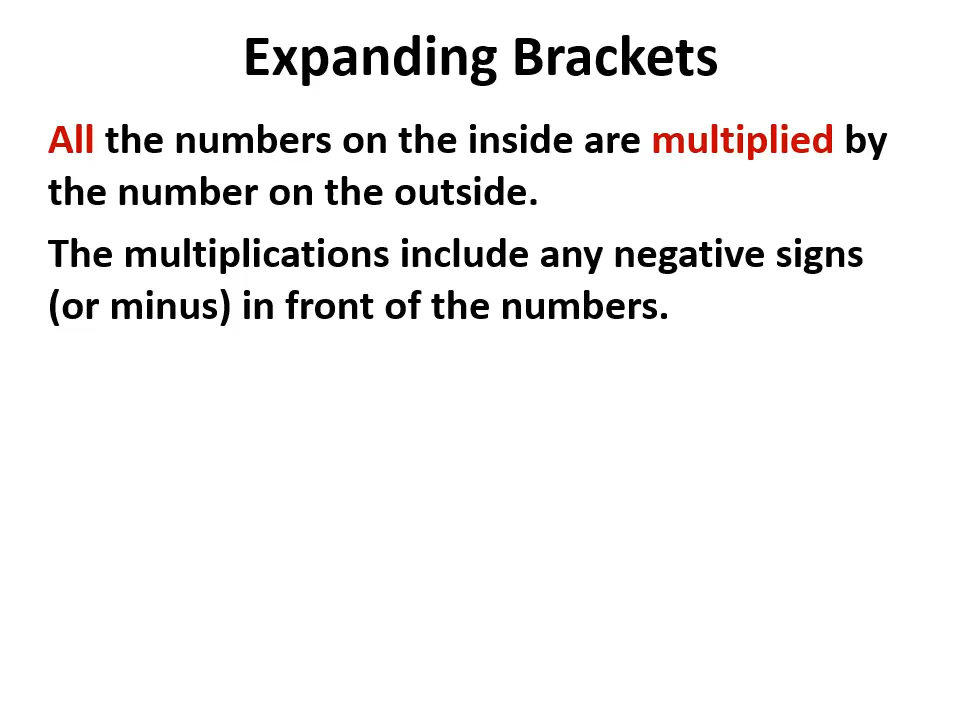 Expanding Brackets
All the numbers on the inside are multiplied by
the number on the outside.
The multiplications include any negative signs
(or minus) in front of the numbers.